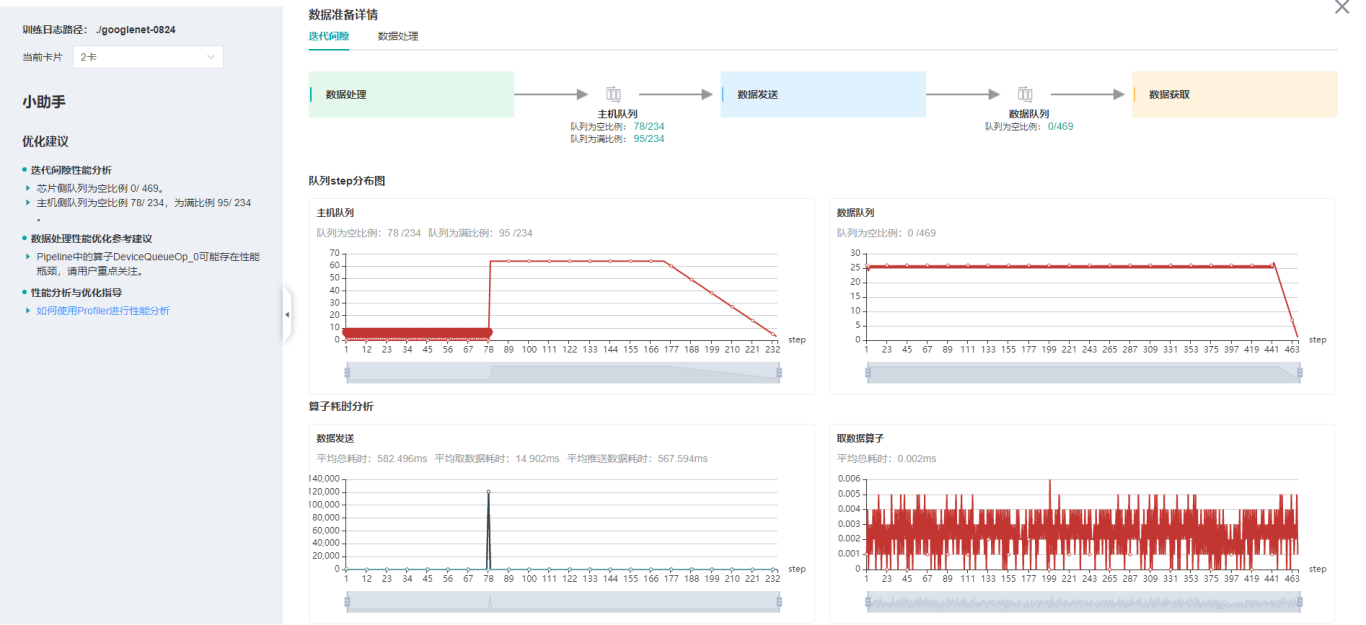 训练日志路径： ./googlenet-0824
当前卡片 2卡
小助手
优化建议
迭代间隙性能分析
芯片侧队列为空比例 0/ 469。
主机侧队列为空比例 78/ 234，为满比例 95/ 234
。
数据处理性能优化参考建议
Pipeline中的算子DeviceQueueOp_0可能存在性能
瓶颈，请用户重点关注。
性能分析与优化指导
如何使用Profiler进行性能分析
数据准备详情
迭代间隙 数据处理
数据处理
主机队列
队列为空比例： 78/234
队列为满比例： 95/234
数据发送
数据队列
队列为空比例： 0/469
数据获取
队列step分布图
主机队列
队列为空比例： 78 /234 队列为满比例： 95 /234
70
60
50
40
30
20
10
0
1 12 23 34 45 56 67 78 89 100 111 122 133 144 155 166 177 188 199 210 221 232 step
数据队列
队列为空比例： 0 /469
30
25
20
15
10
5
0
1 23 45 67 89 111 133 155 177 199 221 243 265 287 309 331 353 375 397 419 441 463 step
算子耗时分析
数据发送
平均总耗时： 582.496ms 平均取数据耗时： 14.902ms 平均推送数据耗时： 567.594ms
140,000
120,000
100,000
80,000
60,000
40,000
20,000
0
1 12 23 34 45 56 67 78 89 100 111 122 133 144 155 166 177 188 199 210 221 232 step
取数据算子
平均总耗时： 0.002ms
0.006
0.005
0.004
0.003
0.002
0.001
0
1 23 45 67 89 111 133 155 177 199 221 243 265 287 309 331 353 375 397 419 441 463 step